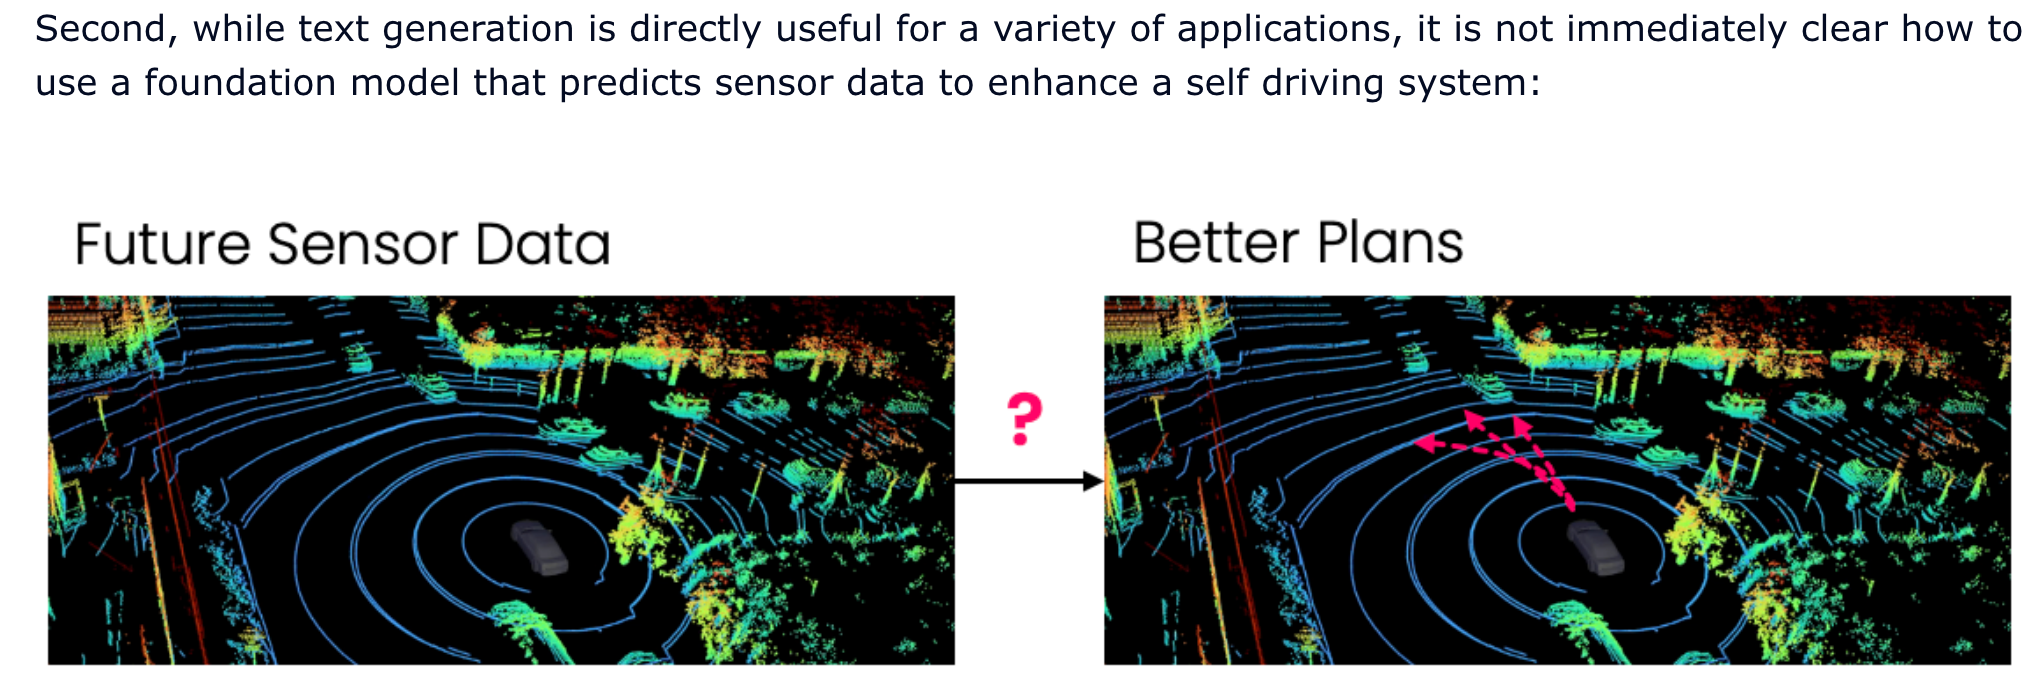 Second, while text generation is directly useful for a variety of applications, it is not immediately clear how to
use a foundation model that predicts sensor data to enhance a self driving system:
Future Sensor Data
Better Plans
?